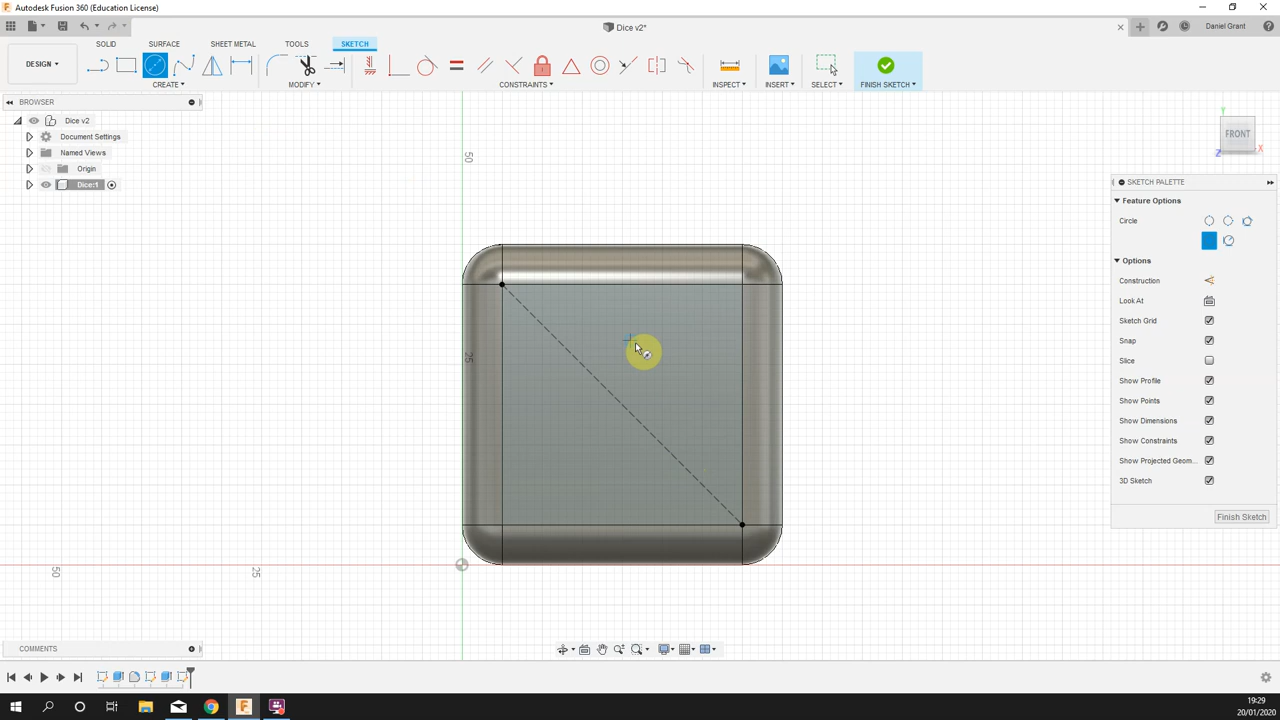 Autodesk Fusion 360 (Education License)
Dice v2*
Daniel Grant
DESIGN
SOLID
SURFACE
SHEET METAL
TOOLS
SKETCH
CREATE
MODIFY
CONSTRAINTS
INSPECT
INSERT
SELECT
FINISH SKETCH
BROWSER
Dice v2
Document Settings
Named Views
Origin
Dice:1
50
25
50
25
FRONT
Y
X
Z
SKETCH PALETTE
Feature Options
Circle
Options
Construction
Look At
Sketch Grid
Snap
Slice
Show Profile
Show Points
Show Dimensions
Show Constraints
Show Projected Geom...
3D Sketch
Finish Sketch
COMMENTS
19:29
20/01/2020